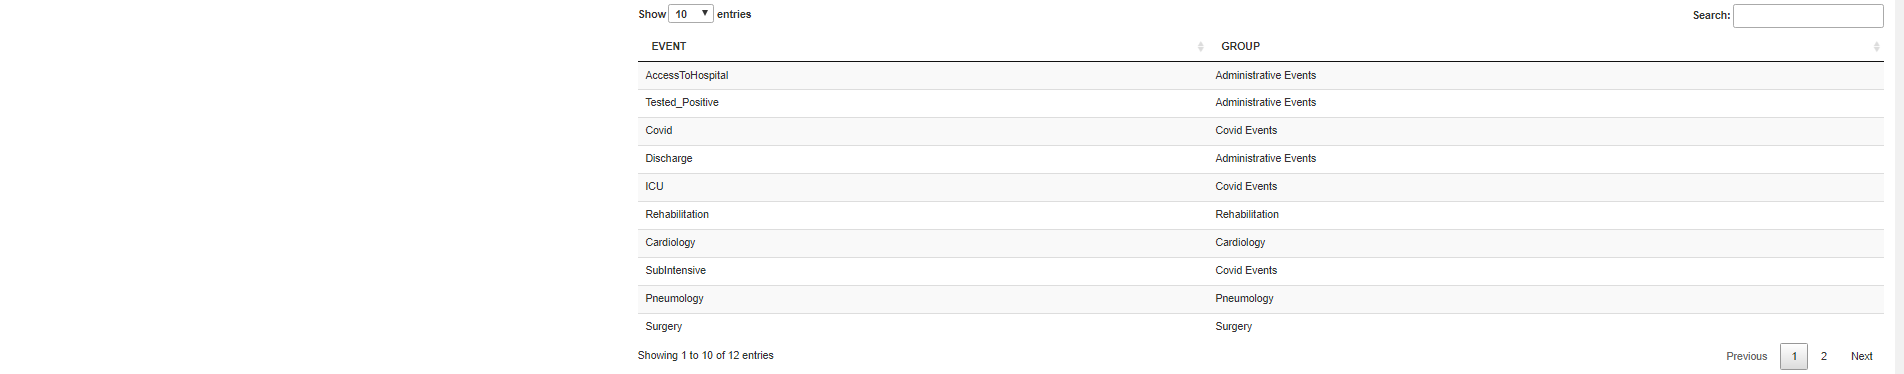 Show 10 entries Search:
EVENT GROUP
AccessToHospital Administrative Events
Tested_Positive Administrative Events
Covid Covid Events
Discharge Administrative Events
ICU Covid Events
Rehabilitation Rehabilitation
Cardiology Cardiology
SubIntensive Covid Events
Pneumology Pneumology
Surgery Surgery
Showing 1 to 10 of 12 entries Previous 1 2 Next